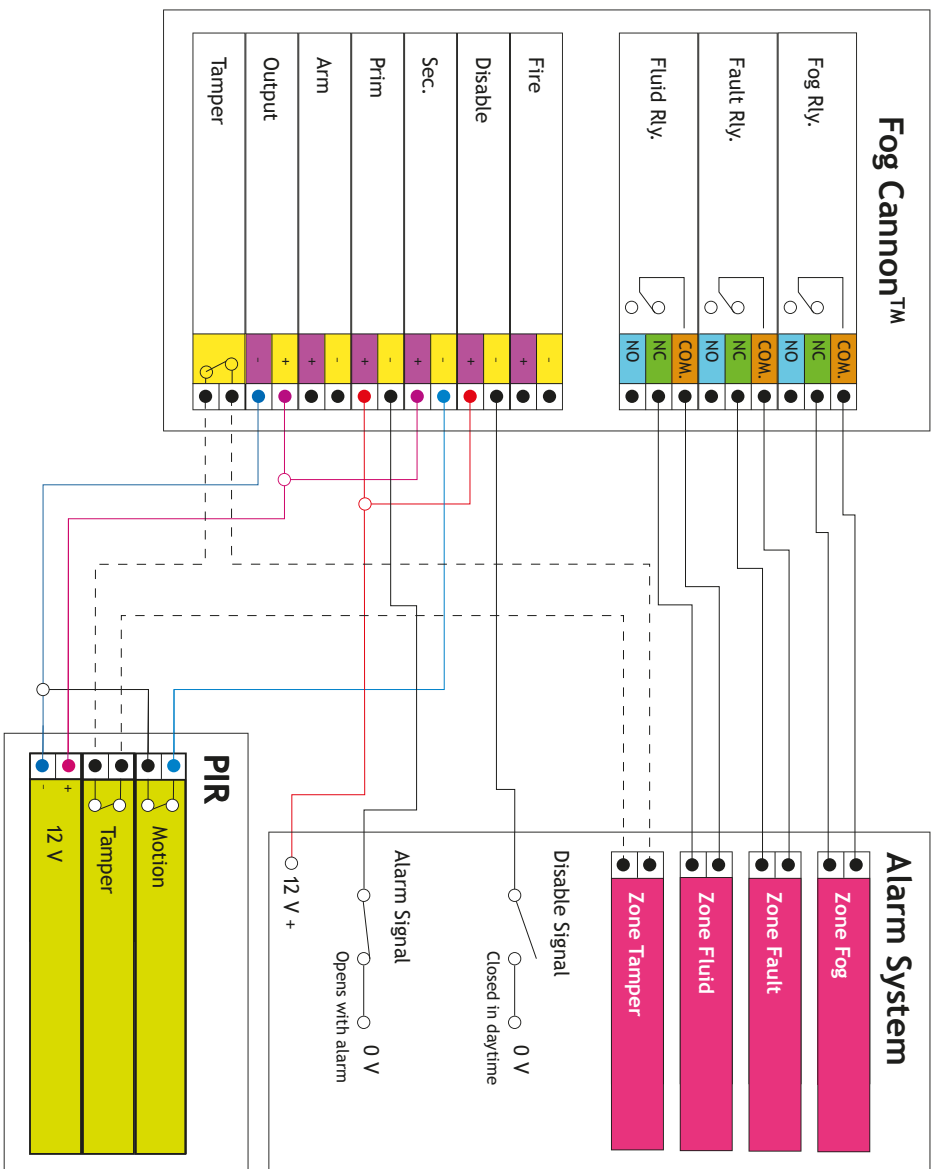 Fog Cannon™
Fog Rly.
COM.
NC
NO
Fault Rly.
COM.
NC
NO
Fluid Rly.
COM.
NC
NO
Fire
-
+
Disable
-
+
Sec.
-
+
Prim
-
+
Arm
-
+
Output
+
-
Tamper
Alarm System
Zone Fog
Zone Fault
Zone Fluid
Zone Tamper
Disable Signal
0 V
Closed in daytime
Alarm Signal
0 V
Opens with alarm
12 V +
PIR
Motion
Tamper
+
-
12 V